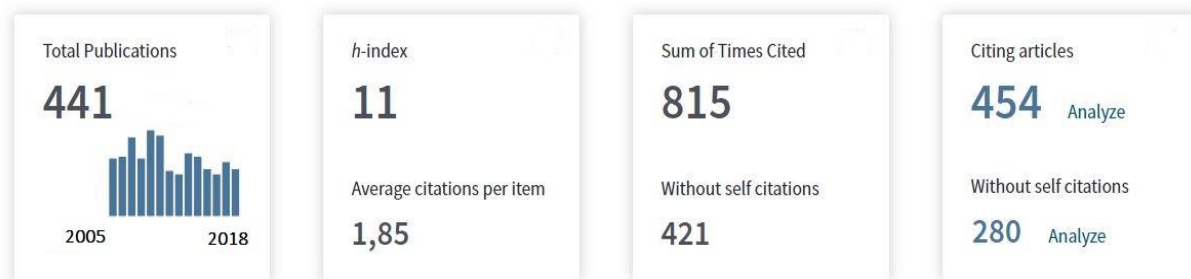 Total Publications
441
2005 2018
h-index
11
Average citations per item
1,85
Sum of Times Cited
815
Without self citations
421
Citing articles
454 Analyze
Without self citations
280 Analyze